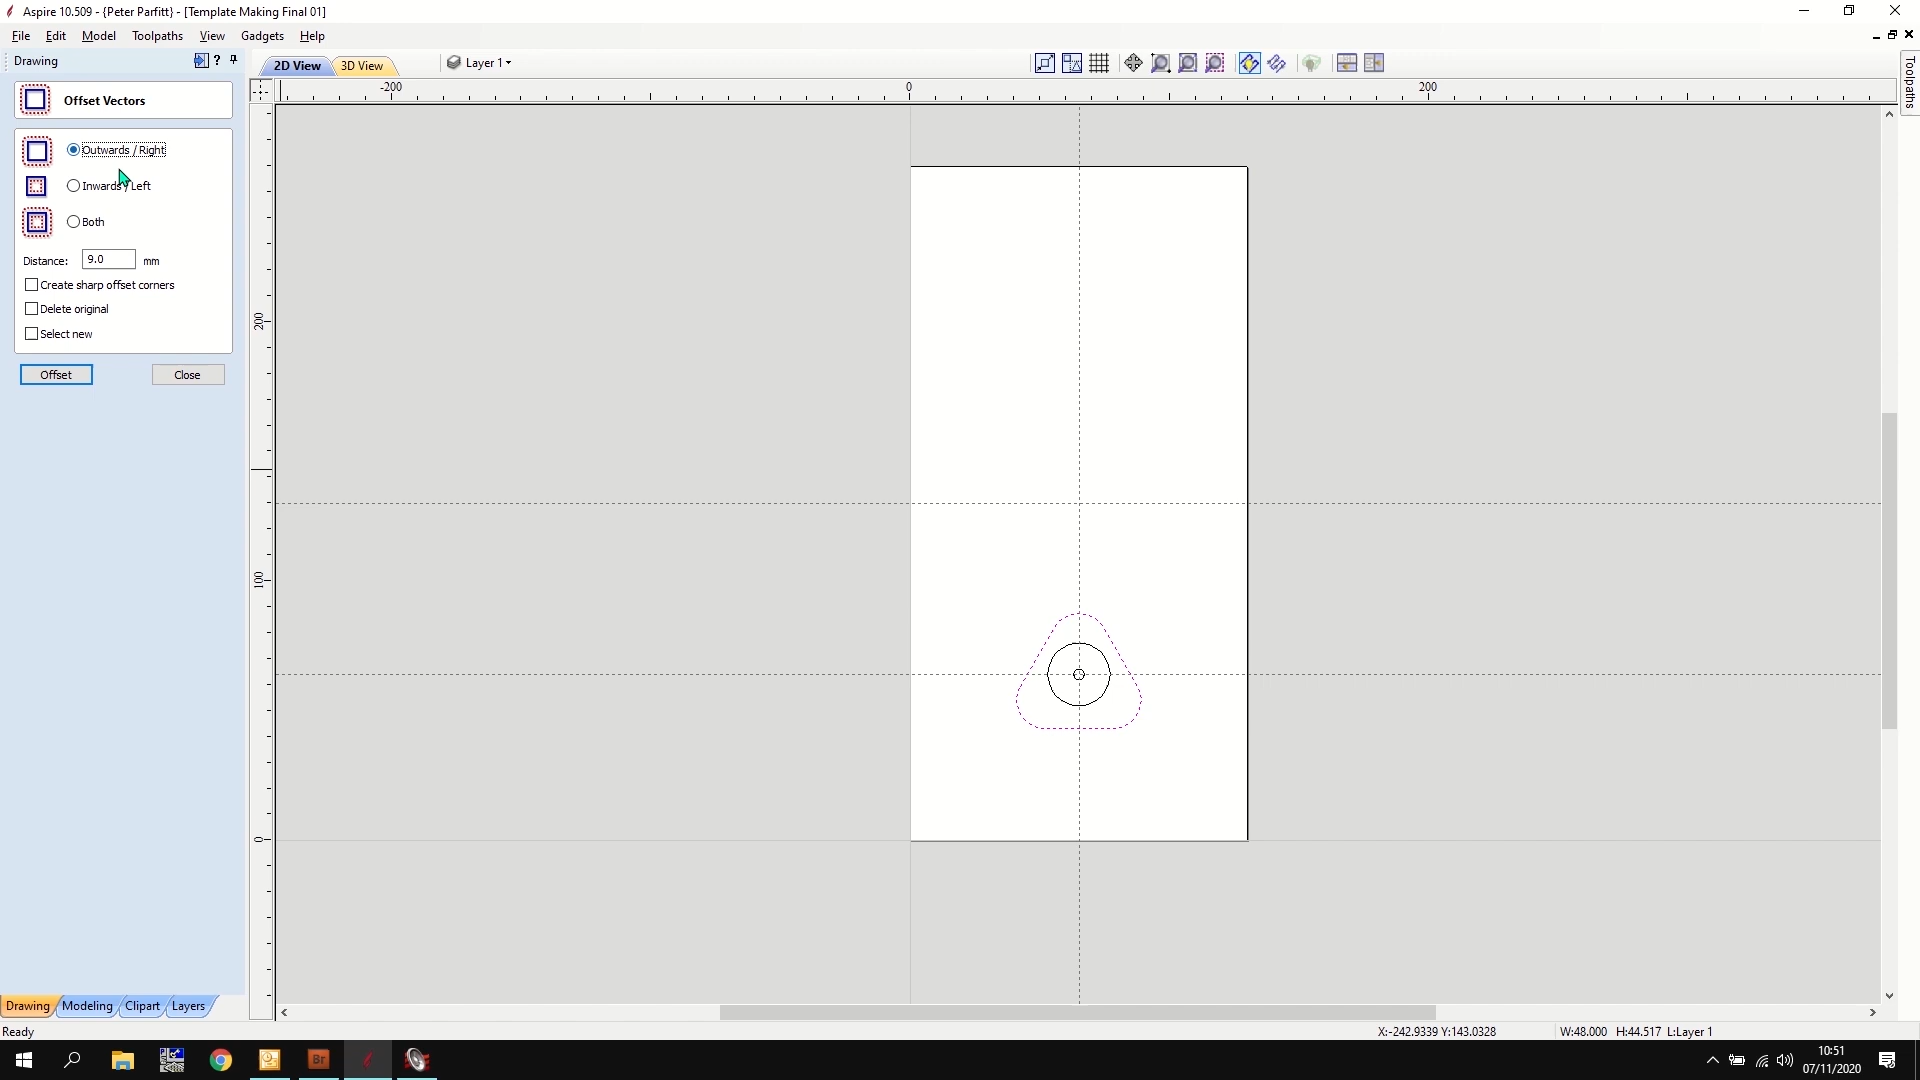 Aspire 10.509 - {Peter Parfitt} - [Template Making Final 01]
File Edit Model Toolpaths View Gadgets Help
Drawing
?
2D View 3D View Layer 1
Toolpaths
Offset Vectors
-200 0 200
Outwards / Right
Inwards / Left
Both
Distance: 9.0 mm
Create sharp offset corners
Delete original
Select new
Offset Close
200
100
0
Drawing Modeling Clipart Layers
Ready
X:-242.9339 Y:143.0328
W:48.000 H:44.517 L:Layer 1
Br
10:51
07/11/2020